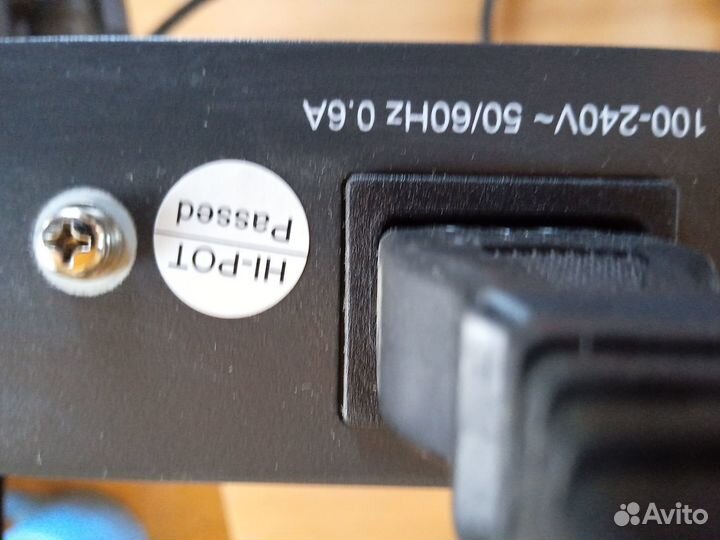 100-240V~ 50/60Hz 0.6A
HI-POT
Passed
Avito